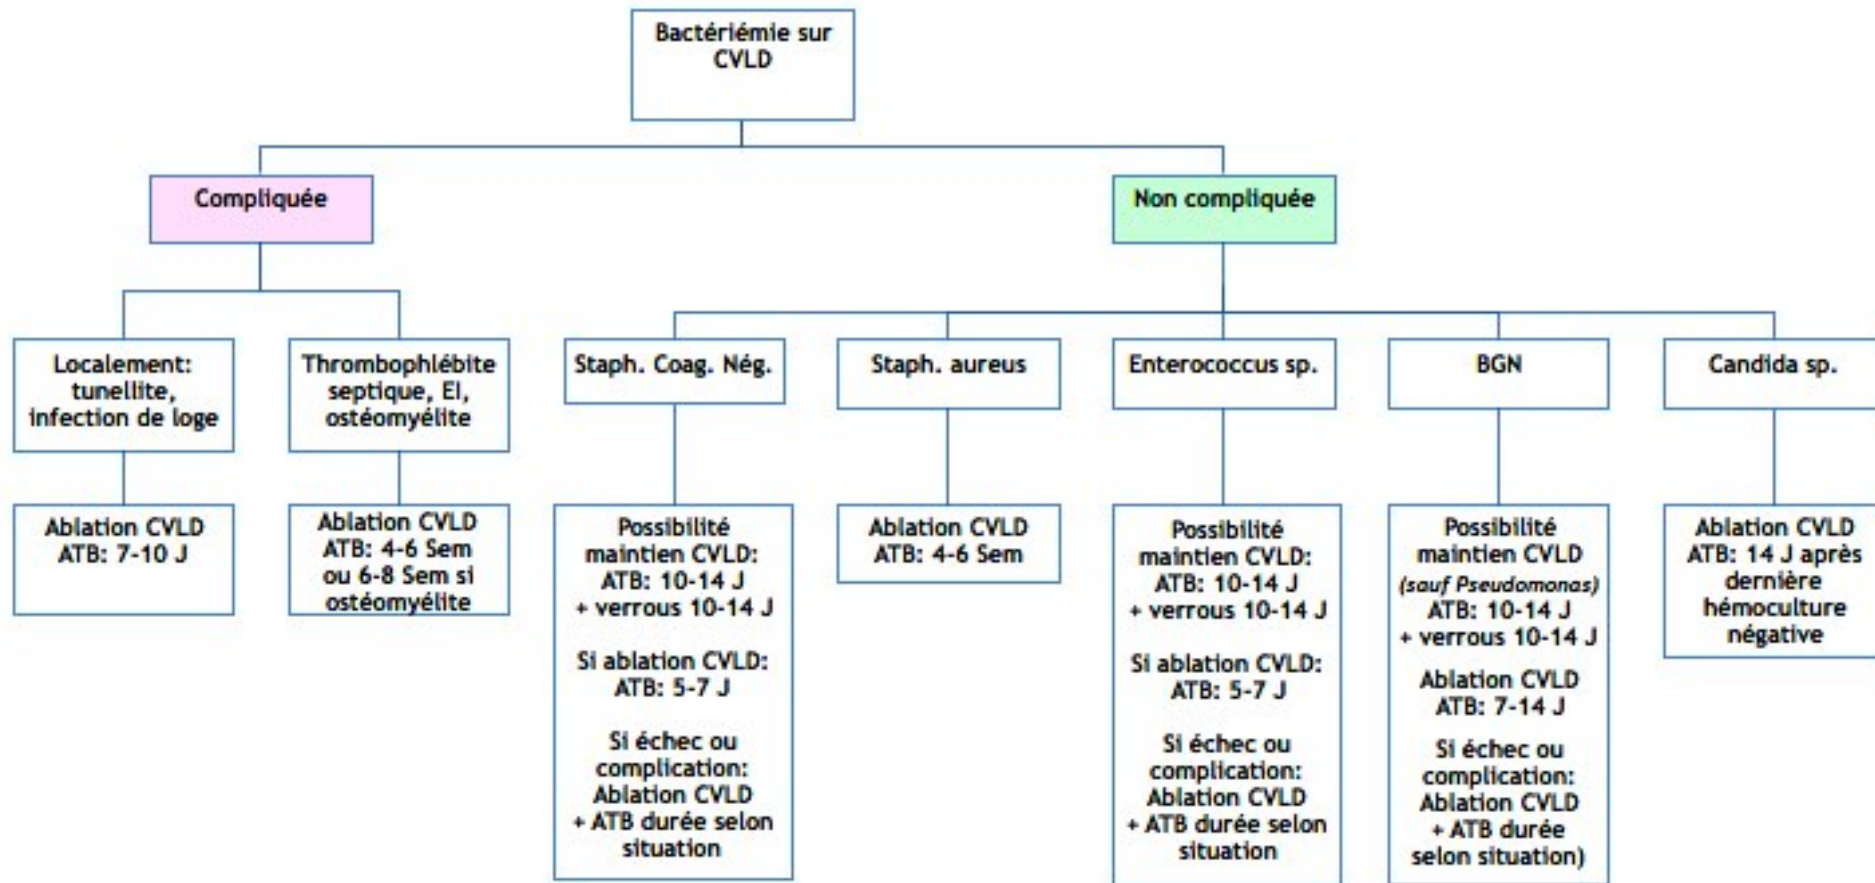 Bactériémie sur
CVLD
Compliquée
Non compliquée
Localement:
tunellite,
infection de loge
Thrombophlébite
septique, EI,
ostéomyélite
Staph. Coag. Nég.
Staph. aureus
Enterococcus sp.
BGN
Candida sp.
Ablation CVLD
ATB: 7-10 J
Ablation CVLD
ATB: 4-6 Sem
ou 6-8 Sem si
ostéomyélite
Possibilité
maintien CVLD:
ATB: 10-14 J
+ verrous 10-14 J
Si ablation CVLD:
ATB: 5-7 J
Si échec ou
complication:
Ablation CVLD
+ ATB durée selon
situation
Ablation CVLD
ATB: 4-6 Sem
Possibilité
maintien CVLD:
ATB: 10-14 J
+ verrous 10-14 J
Si ablation CVLD:
ATB: 5-7 J
Si échec ou
complication:
Ablation CVLD
+ ATB durée selon
situation
Possibilité
maintien CVLD
(sauf Pseudomonas)
ATB: 10-14 J
+ verrous 10-14 J
Ablation CVLD
ATB: 7-14 J
Si échec ou
complication:
Ablation CVLD
+ ATB durée
selon situation)
Ablation CVLD
ATB: 14 J après
dernière
hémoculture
négative